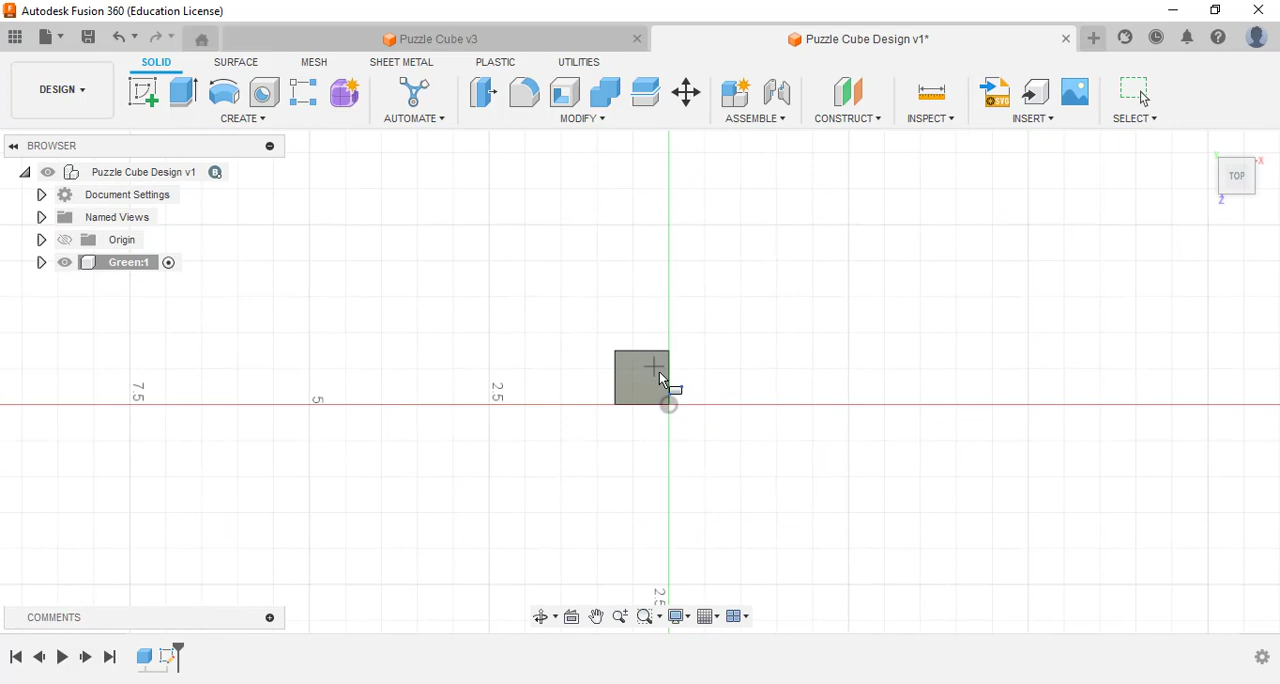 Autodesk Fusion 360 (Education License)
Puzzle Cube v3
Puzzle Cube Design v1*
SOLID SURFACE MESH SHEET METAL PLASTIC UTILITIES
DESIGN
CREATE AUTOMATE MODIFY ASSEMBLE CONSTRUCT INSPECT INSERT SELECT
SVG
BROWSER
Puzzle Cube Design v1
Document Settings
Named Views
Origin
Green:1
TOP
X
Y
Z
7.5
5
2.5
2.5
COMMENTS